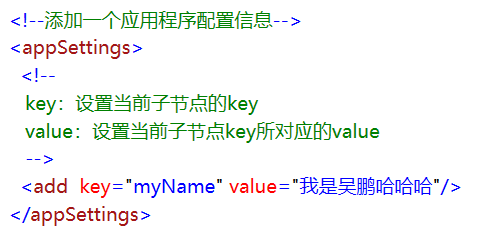 <!--添加一个应用程序配置信息-->
<appSettings>
<!--
key：设置当前子节点的key
value：设置当前子节点key所对应的value
-->
<add key="myName" value="我是吴鹏哈哈哈"/>
</appSettings>